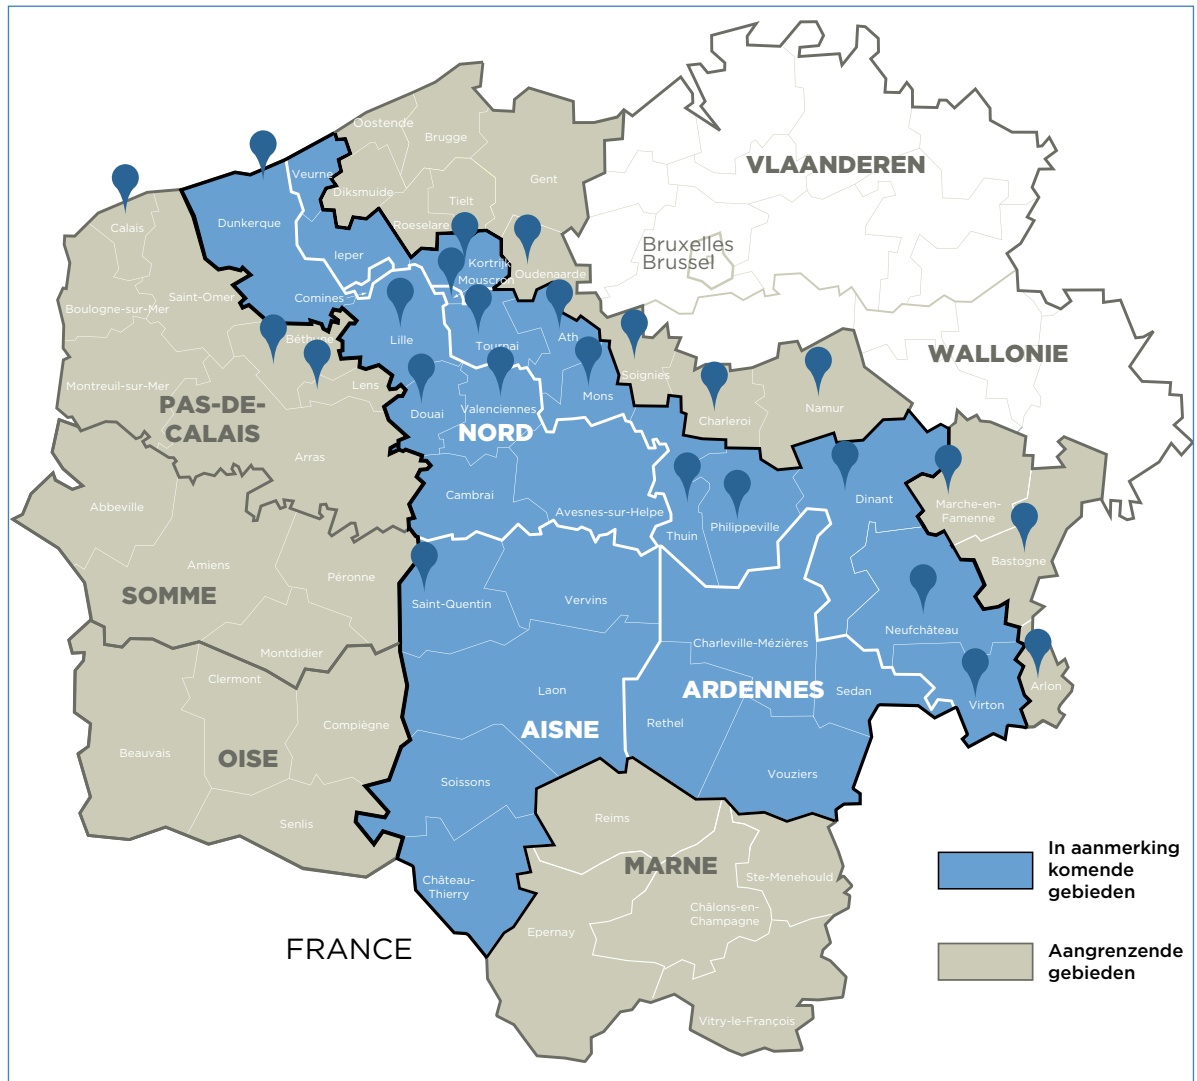 Oostende
Brugge
VLAANDEREN
Veurne
Diksmuide
Gent
Tielt
Calais
Dunkerque
Roeselare
Ieper
Bruxelles
Brussel
Kortrijk
Mouscron
Oudenaarde
Saint-Omer
Comines
Boulogne-sur-Mer
Béthune
Lille
Tournai
Ath
WALLONIE
Montreuil-sur-Mer
Lens
Soignies
Mons
PAS-DE-
CALAIS
Douai
Valenciennes
Charleroi
Namur
NORD
Arras
Cambrai
Avesnes-sur-Helpe
Abbeville
Thuin
Philippeville
Dinant
Marche-en-
Famenne
Amiens
Péronne
Bastogne
SOMME
Saint-Quentin
Vervins
Neufchâteau
Montdidier
Charleville-Mézières
Clermont
Laon
ARDENNES
Sedan
Arlon
Virton
Compiègne
AISNE
Rethel
Beauvais
OISE
Soissons
Vouziers
Senlis
Reims
MARNE
Ste-Menehould
Château-
Thierry
Châlons-en-
Champagne
Epernay
FRANCE
Vitry-le-François
In aanmerking
komende
gebieden
Aangrenzende
gebieden